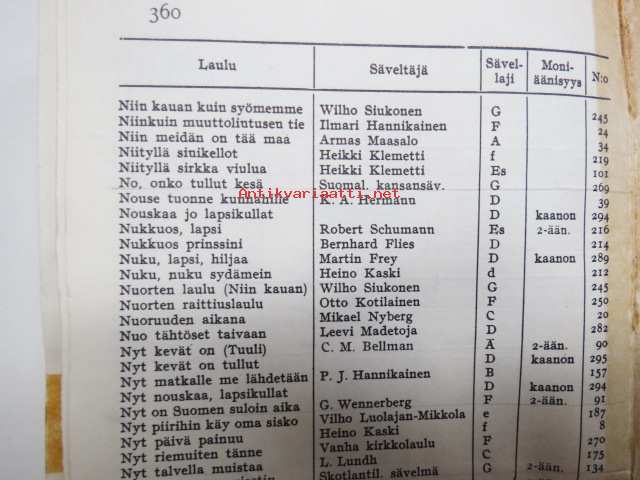 360
Laulu Säveltäjä Sävel-laji Moni-äänisyys N:o
Niin kauan kuin syömemme Wilho Siukonen G 245
Niinkuin muuttolintusen tie Ilmari Hannikainen F 24
Niin meidän on tää maa Armas Maasalo A 34
Niityllä sinikellot Heikki Klemetti f 219
Niityllä sirkka viulua Heikki Klemetti Es 101
No, onko tullut kesä Suomal. kansansäv. G 269
Antikvariaatti.net
Nouse tuonne kunnahille K. A. Hermann D 39
Nouskaa jo lapsikullat D kaanon 294
Nukkuos, lapsi Robert Schumann Es 2-ään. 216
Nukkuos prinssini Bernhard Flies D 214
Nuku, lapsi, hiljaa Martin Frey D kaanon 289
Nuku, nuku sydämein Heino Kaski d 212
Nuorten laulu (Niin kauan) Wilho Siukonen G 245
Nuorten raittiuslaulu Otto Kotilainen F 250
Nuoruuden aikana Mikael Nyberg C 20
Nuo tähtöset taivaan Leevi Madetoja D 282
Nyt kevät on (Tuuli) C. M. Bellman A 2-ään. 90
Nyt kevät on tullut D kaanon 295
Nyt matkalle me lähdetään P. J. Hannikainen B 157
Nyt nouskaa, lapsikullat D kaanon 294
Nyt on Suomen suloin aika G. Wennerberg F 2-ään. 91
Nyt piirihin käy oma sisko Vilho Luolajan-Mikkola e 187
Nyt päivä painuu Heino Kaski f 8
Nyt riemuiten tänne Vanha kirkkolaulu F 270
Nyt talvella muistaa L. Lundh C 175
Skotlantil. sävelmä G 2-ään. 134